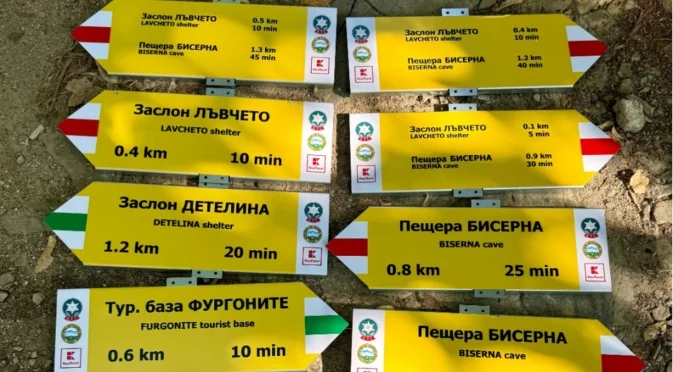 Заслон ЛЪВЧЕТО 0.5 km
LAVCHETO shelter 10 min
Пещера БИСЕРНА 1.3 km
BISERNA cave 45 min
Заслон ЛЪВЧЕТО
LAVCHETO shelter
0.4 km 10 min
Заслон ДЕТЕЛИНА
DETELINA shelter
1.2 km 20 min
Тур. база ФУРГОНИТЕ
FURGONITE tourist base
0.6 km 10 min
Заслон ЛЪВЧЕТО 0.4 km
LAVCHETO shelter 10 min
Пещера БИСЕРНА 1.2 km
BISERNA cave 40 min
Заслон ЛЪВЧЕТО 0.1 km
LAVCHETO shelter 5 min
Пещера БИСЕРНА 0.9 km
BISERNA cave 30 min
Пещера БИСЕРНА
BISERNA cave
0.8 km 25 min
Пещера БИСЕРНА
BISERNA cave